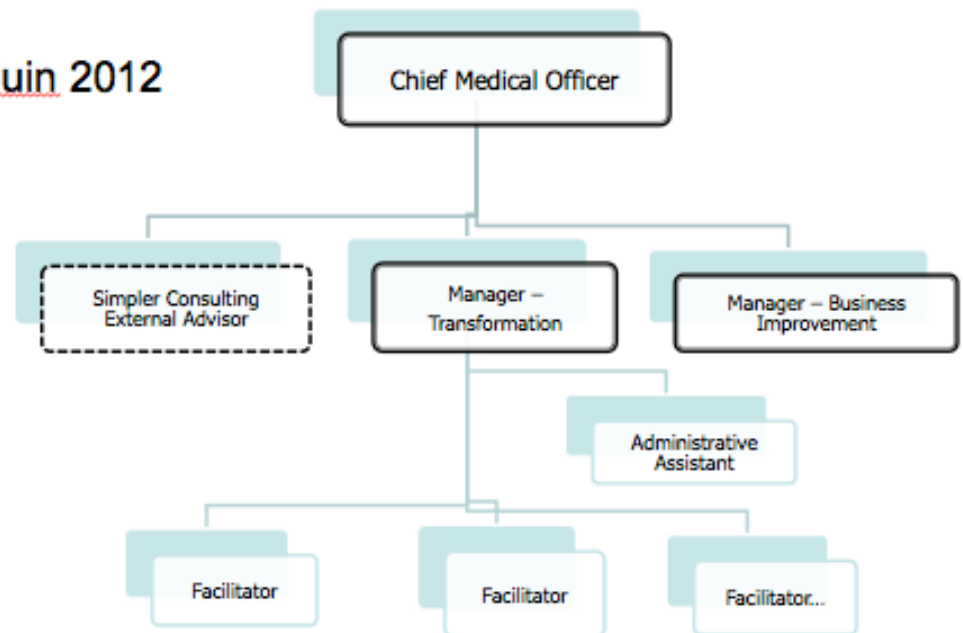 uin 2012
Chief Medical Officer
Simpler Consulting
External Advisor
Manager –
Transformation
Manager – Business
Improvement
Administrative
Assistant
Facilitator
Facilitator
Facilitator...